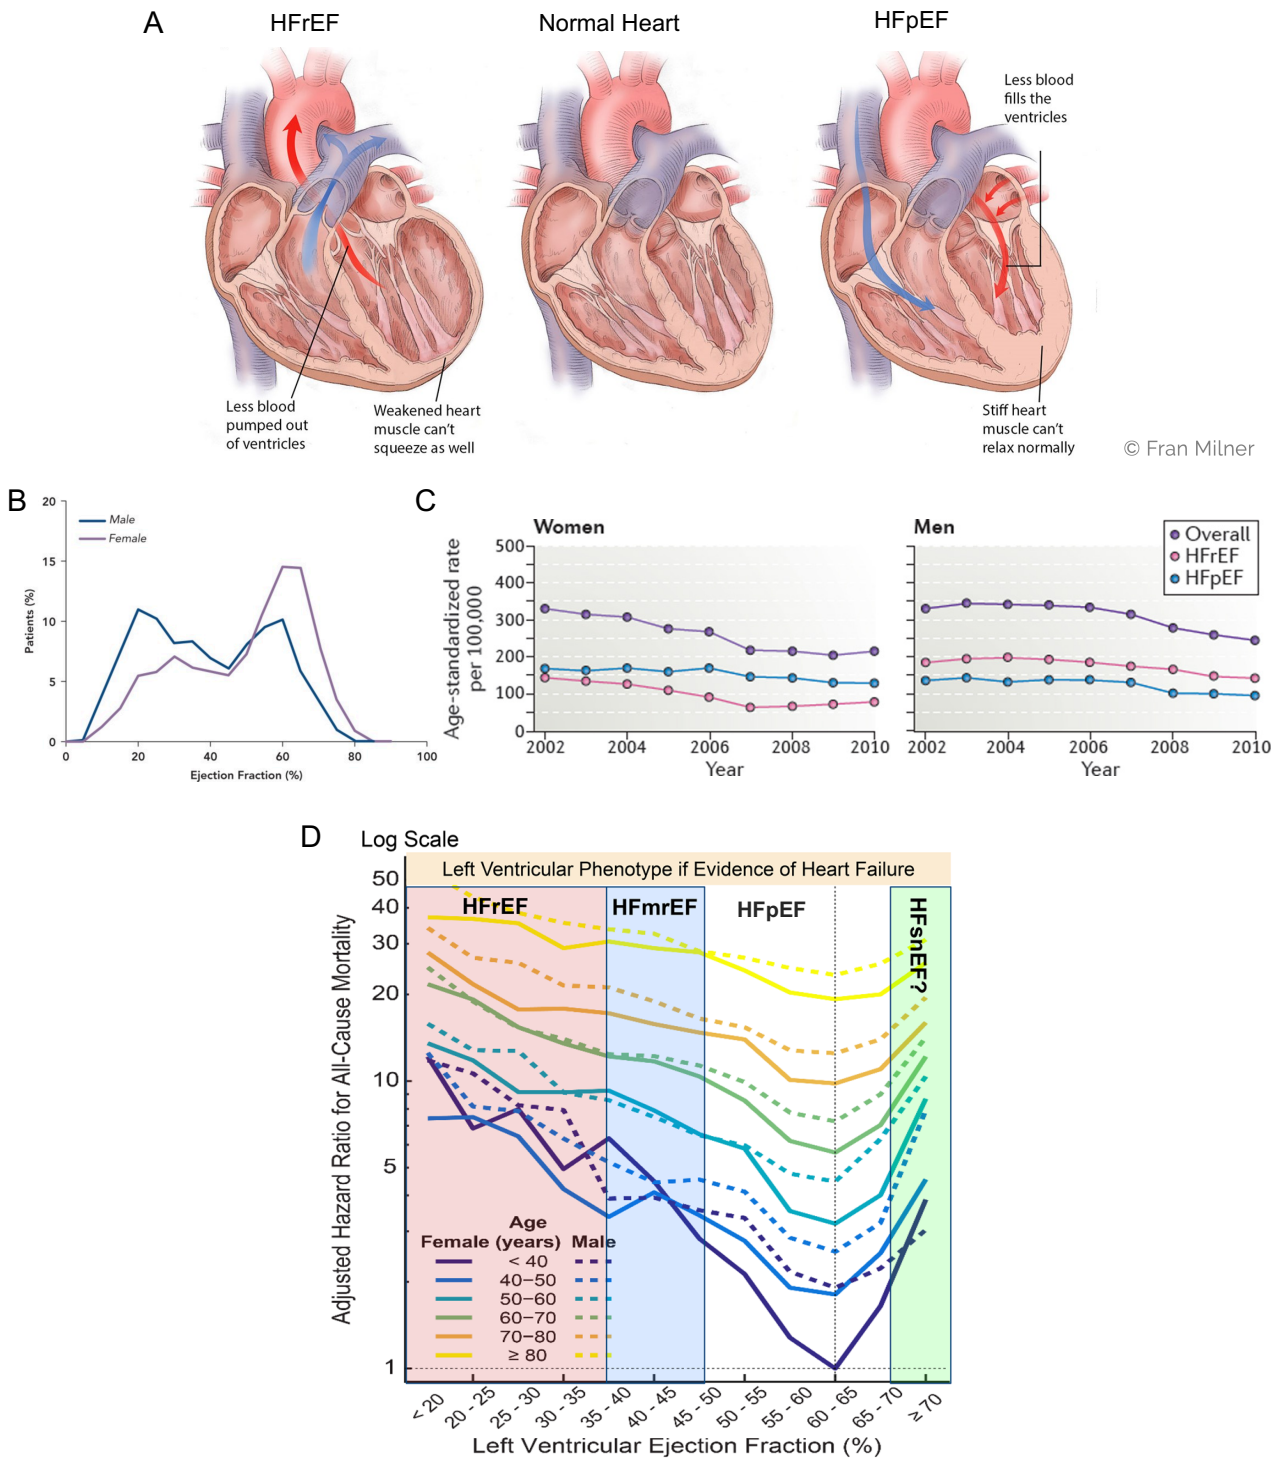 A
HFrEF
Normal Heart
HFpEF
Less blood
fills the
ventricles
Less blood
pumped out
of ventricles
Weakened heart
muscle can't
squeeze as well
Stiff heart
muscle can't
relax normally
© Fran Milner
B
20
15
10
5
0
Patients (%)
Male
Female
0
20
40
60
80
100
Ejection Fraction (%)
C
Women
Men
Overall
HFrEF
HFpEF
Age-standardized rate
per 100,000
500
400
300
200
100
0
2002
2004
2006
2008
2010
Year
2002
2004
2006
2008
2010
Year
D
Log Scale
Left Ventricular Phenotype if Evidence of Heart Failure
HFrEF
HFmrEF
HFpEF
HFsnEF?
Adjusted Hazard Ratio for All-Cause Mortality
50
40
30
20
10
5
1
Age
Female (years) Male
< 40
40–50
50–60
60–70
70–80
≥ 80
< 20
20 - 25
25 - 30
30 - 35
35 - 40
40 - 45
45 - 50
50 - 55
55 - 60
60 - 65
65 - 70
≥ 70
Left Ventricular Ejection Fraction (%)